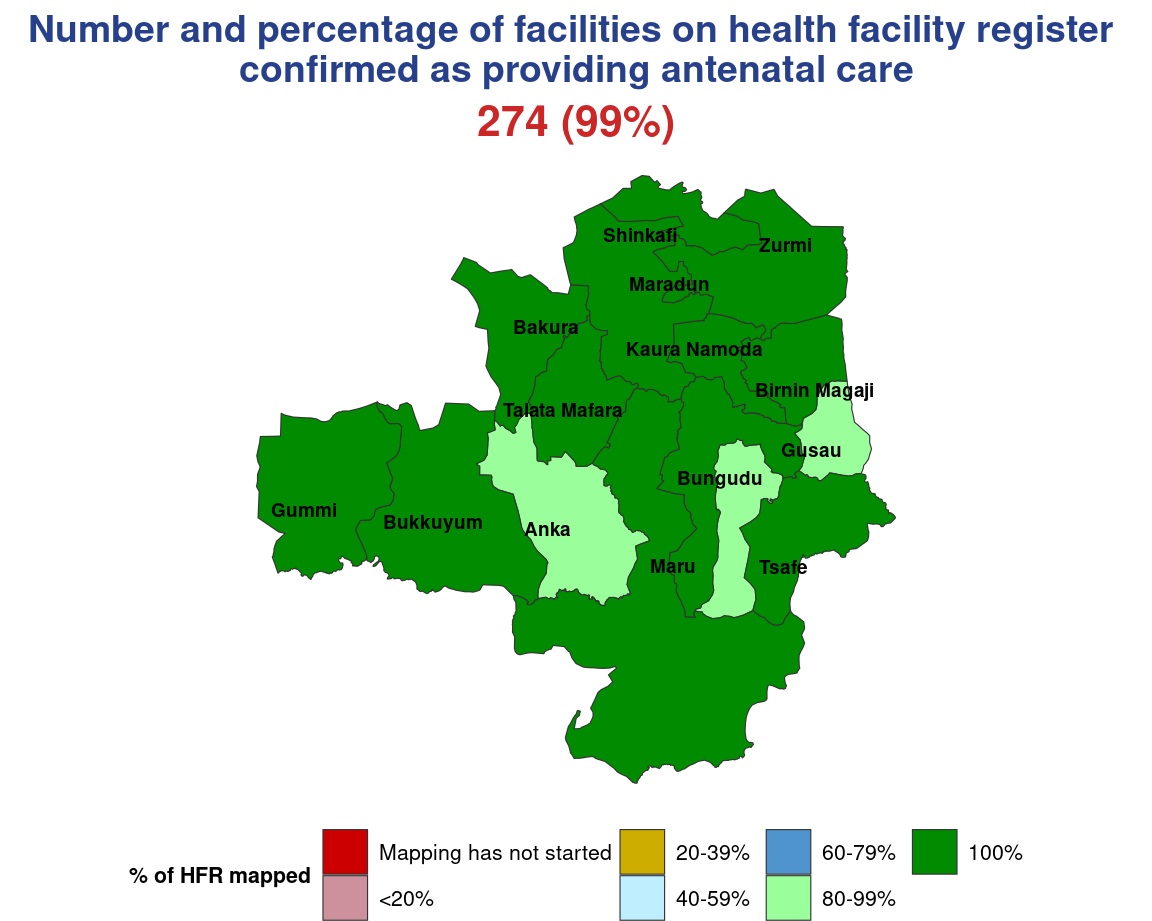 Number and percentage of facilities on health facility register
confirmed as providing antenatal care
274 (99%)
Shinkafi
Zurmi
Maradun
Bakura
Kaura Namoda
Birnin Magaji
Talata Mafara
Gusau
Bungudu
Gummi
Bukkuyum
Anka
Maru
Tsafe
% of HFR mapped
Mapping has not started
<20%
20-39%
40-59%
60-79%
80-99%
100%